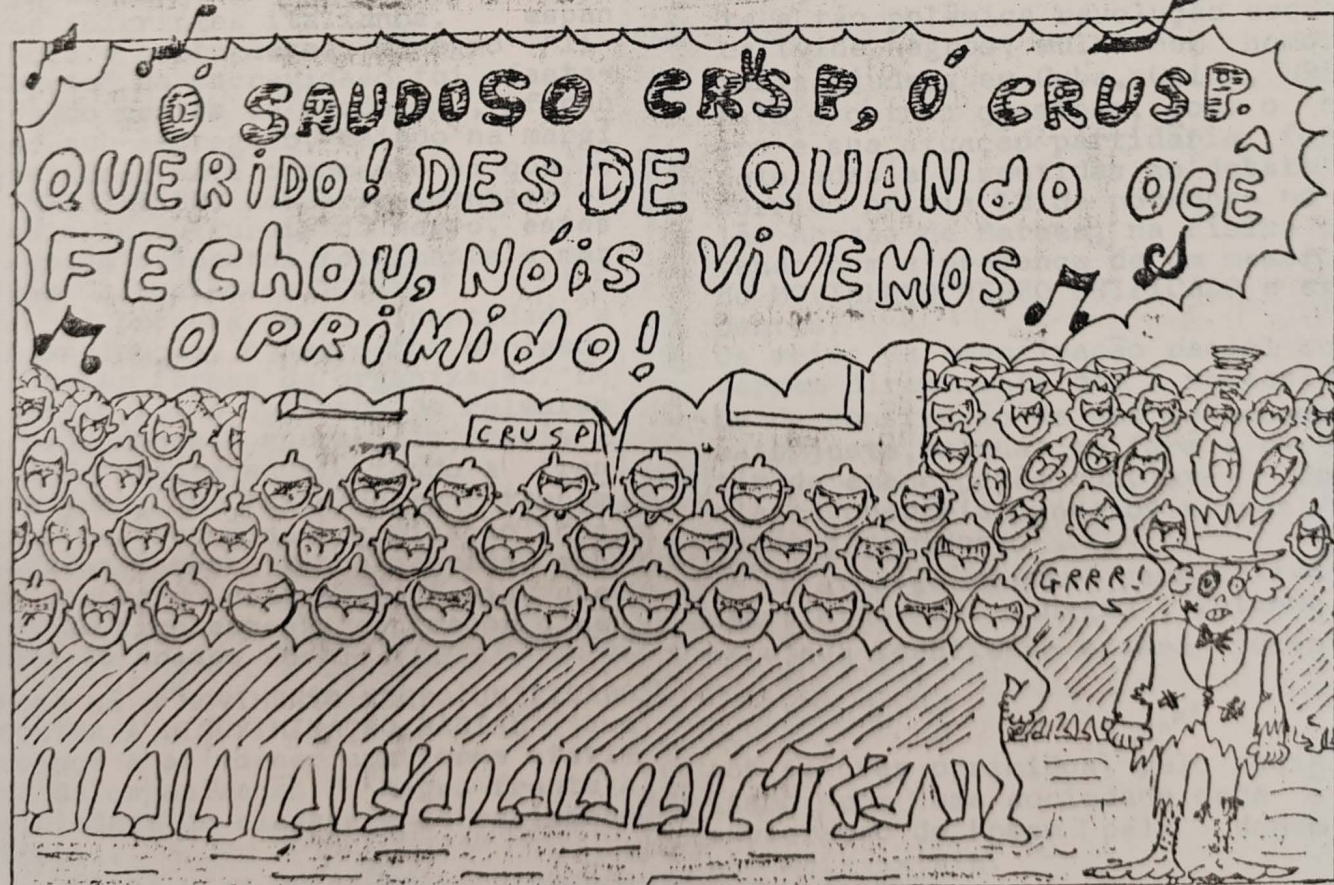 Ó SAUDOSO CRUSP, Ó CRUSP.
QUERIDO! DESDE QUANDO OCÊ
FECHOU, NÓIS VIVEMOS
OPRIMIDO!
CRUSP
GRRR!